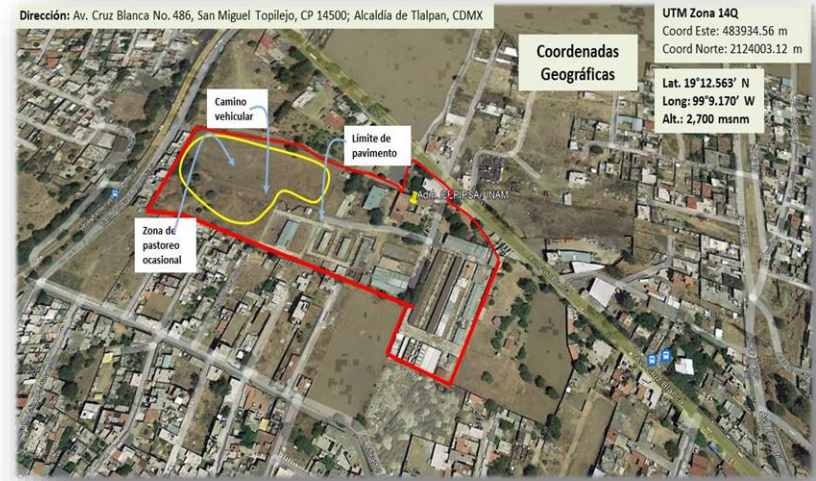 Dirección: Av. Cruz Blanca No. 486, San Miguel Topilejo, CP 14500; Alcaldía de Tlalpan, CDMX
UTM Zona 14Q
Coord Este: 483934.56 m
Coord Norte: 2124003.12 m
Coordenadas
Geográficas
Lat. 19°12.563’ N
Long: 99°9.170’ W
Alt.: 2,700 msnm
Camino
vehicular
Límite de
pavimento
Zona de
pastoreo
ocasional